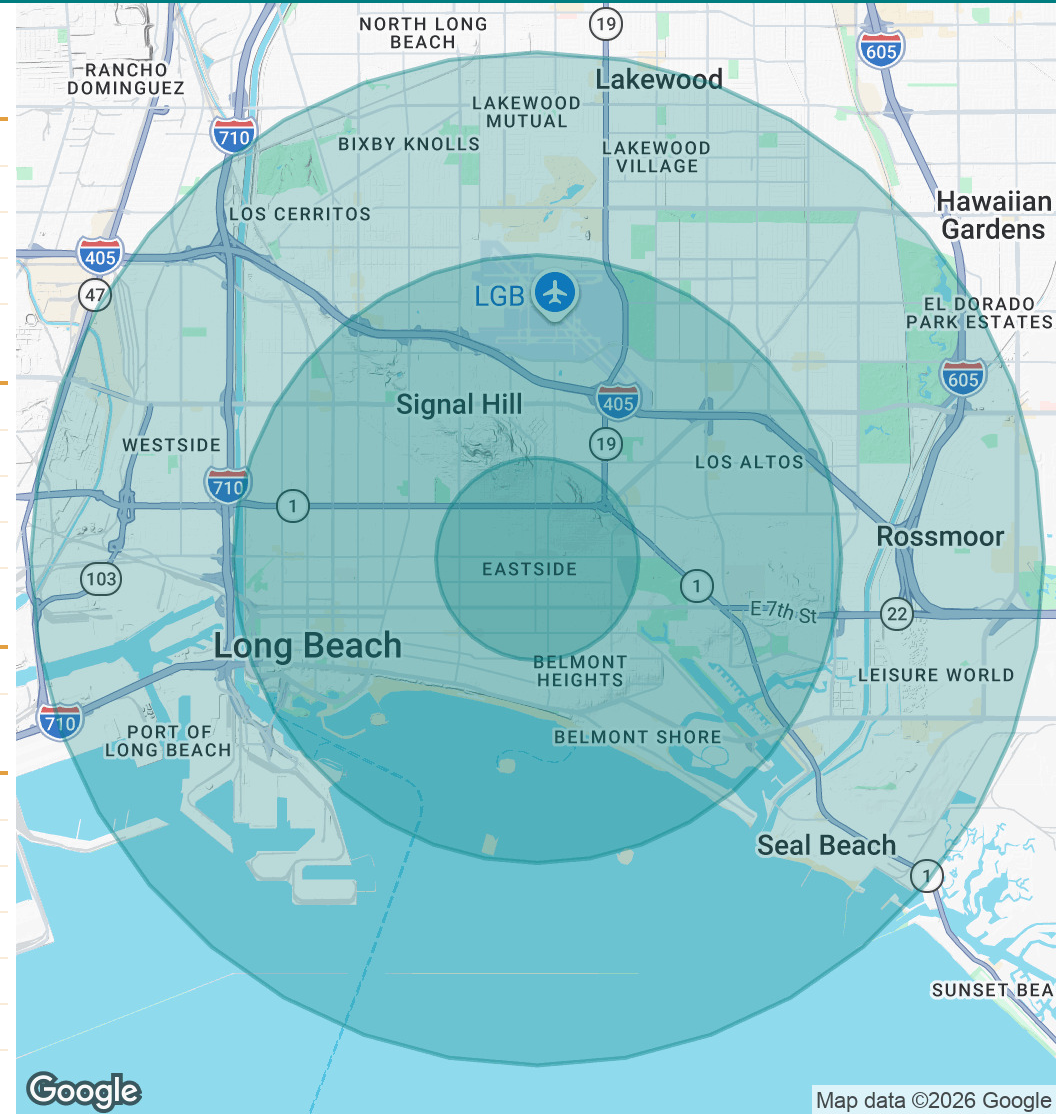 NORTH LONG
BEACH
19
605
RANCHO
DOMINGUEZ
Lakewood
LAKEWOOD
MUTUAL
710
BIXBY KNOLLS
LAKEWOOD
VILLAGE
LOS CERRITOS
Hawaiian
Gardens
405
47
LGB
EL DORADO
PARK ESTATES
605
Signal Hill
405
19
WESTSIDE
LOS ALTOS
710
1
Rossmoor
EASTSIDE
103
1
E 7th St
22
Long Beach
BELMONT
HEIGHTS
LEISURE WORLD
710
PORT OF
LONG BEACH
BELMONT SHORE
Seal Beach
1
SUNSET BEA
Google
Map data ©2026 Google